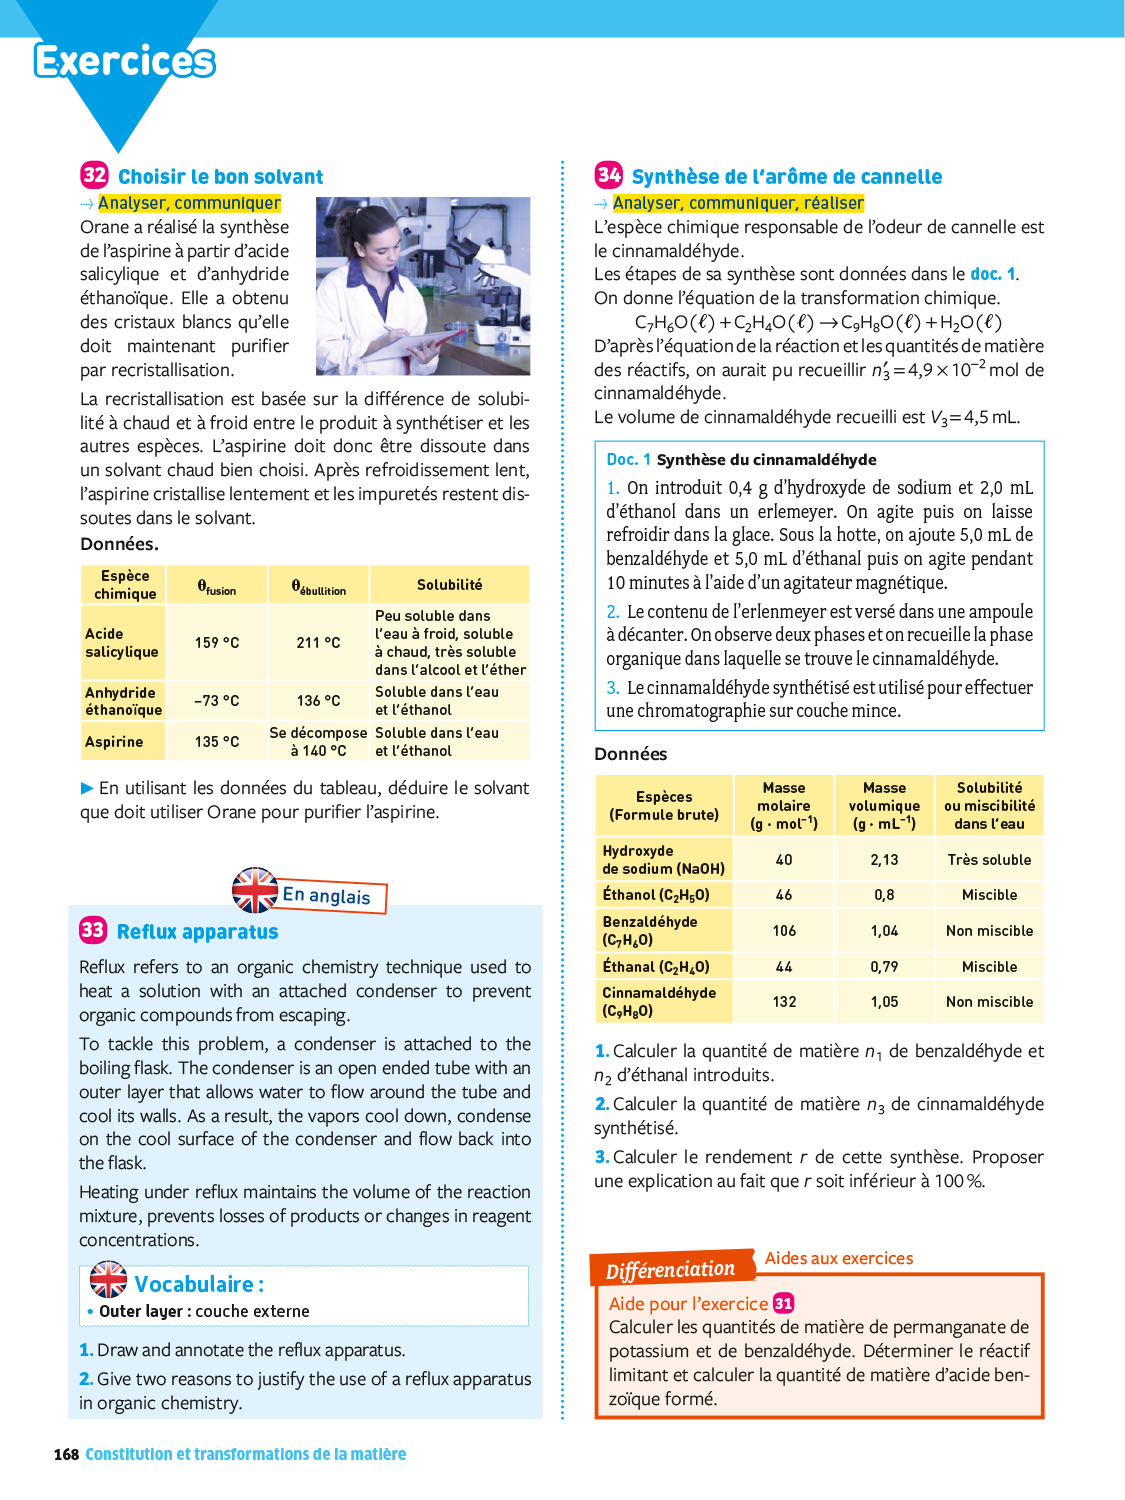 Exercices
32 Choisir le bon solvant
→ Analyser, communiquer
Orane a réalisé la synthèse
de l'aspirine à partir d'acide
salicylique et d'anhydride
éthanoïque. Elle a obtenu
des cristaux blancs qu'elle
doit maintenant purifier
par recristallisation.
La recristallisation est basée sur la différence de solubi-
lité à chaud et à froid entre le produit à synthétiser et les
autres espèces. L'aspirine doit donc être dissoute dans
un solvant chaud bien choisi. Après refroidissement lent,
l'aspirine cristallise lentement et les impuretés restent dis-
soutes dans le solvant.
Données.
Espèce chimique θfusion θébullition Solubilité
Acide salicylique 159 °C 211 °C Peu soluble dans l'eau à froid, soluble à chaud, très soluble dans l'alcool et l'éther
Anhydride éthanoïque –73 °C 136 °C Soluble dans l'eau et l'éthanol
Aspirine 135 °C Se décompose à 140 °C Soluble dans l'eau et l'éthanol
▶ En utilisant les données du tableau, déduire le solvant
que doit utiliser Orane pour purifier l'aspirine.
En anglais
33 Reflux apparatus
Reflux refers to an organic chemistry technique used to
heat a solution with an attached condenser to prevent
organic compounds from escaping.
To tackle this problem, a condenser is attached to the
boiling flask. The condenser is an open ended tube with an
outer layer that allows water to flow around the tube and
cool its walls. As a result, the vapors cool down, condense
on the cool surface of the condenser and flow back into
the flask.
Heating under reflux maintains the volume of the reaction
mixture, prevents losses of products or changes in reagent
concentrations.
Vocabulaire :
• Outer layer : couche externe
1. Draw and annotate the reflux apparatus.
2. Give two reasons to justify the use of a reflux apparatus
in organic chemistry.
34 Synthèse de l'arôme de cannelle
→ Analyser, communiquer, réaliser
L'espèce chimique responsable de l'odeur de cannelle est
le cinnamaldéhyde.
Les étapes de sa synthèse sont données dans le doc. 1.
On donne l'équation de la transformation chimique.
C₇H₆O(ℓ) + C₂H₄O(ℓ) → C₉H₈O(ℓ) + H₂O(ℓ)
D'après l'équation de la réaction et les quantités de matière
des réactifs, on aurait pu recueillir n′₃ = 4,9 × 10⁻² mol de
cinnamaldéhyde.
Le volume de cinnamaldéhyde recueilli est V₃ = 4,5 mL.
Doc. 1 Synthèse du cinnamaldéhyde
1. On introduit 0,4 g d'hydroxyde de sodium et 2,0 mL
d'éthanol dans un erlemeyer. On agite puis on laisse
refroidir dans la glace. Sous la hotte, on ajoute 5,0 mL de
benzaldéhyde et 5,0 mL d'éthanal puis on agite pendant
10 minutes à l'aide d'un agitateur magnétique.
2. Le contenu de l'erlenmeyer est versé dans une ampoule
à décanter. On observe deux phases et on recueille la phase
organique dans laquelle se trouve le cinnamaldéhyde.
3. Le cinnamaldéhyde synthétisé est utilisé pour effectuer
une chromatographie sur couche mince.
Données
Espèces (Formule brute) Masse molaire (g · mol⁻¹) Masse volumique (g · mL⁻¹) Solubilité ou miscibilité dans l'eau
Hydroxyde de sodium (NaOH) 40 2,13 Très soluble
Éthanol (C₂H₅O) 46 0,8 Miscible
Benzaldéhyde (C₇H₆O) 106 1,04 Non miscible
Éthanal (C₂H₄O) 44 0,79 Miscible
Cinnamaldéhyde (C₉H₈O) 132 1,05 Non miscible
1. Calculer la quantité de matière n₁ de benzaldéhyde et
n₂ d'éthanal introduits.
2. Calculer la quantité de matière n₃ de cinnamaldéhyde
synthétisé.
3. Calculer le rendement r de cette synthèse. Proposer
une explication au fait que r soit inférieur à 100 %.
Différenciation Aides aux exercices
Aide pour l'exercice 31
Calculer les quantités de matière de permanganate de
potassium et de benzaldéhyde. Déterminer le réactif
limitant et calculer la quantité de matière d'acide ben-
zoïque formé.
168 Constitution et transformations de la matière